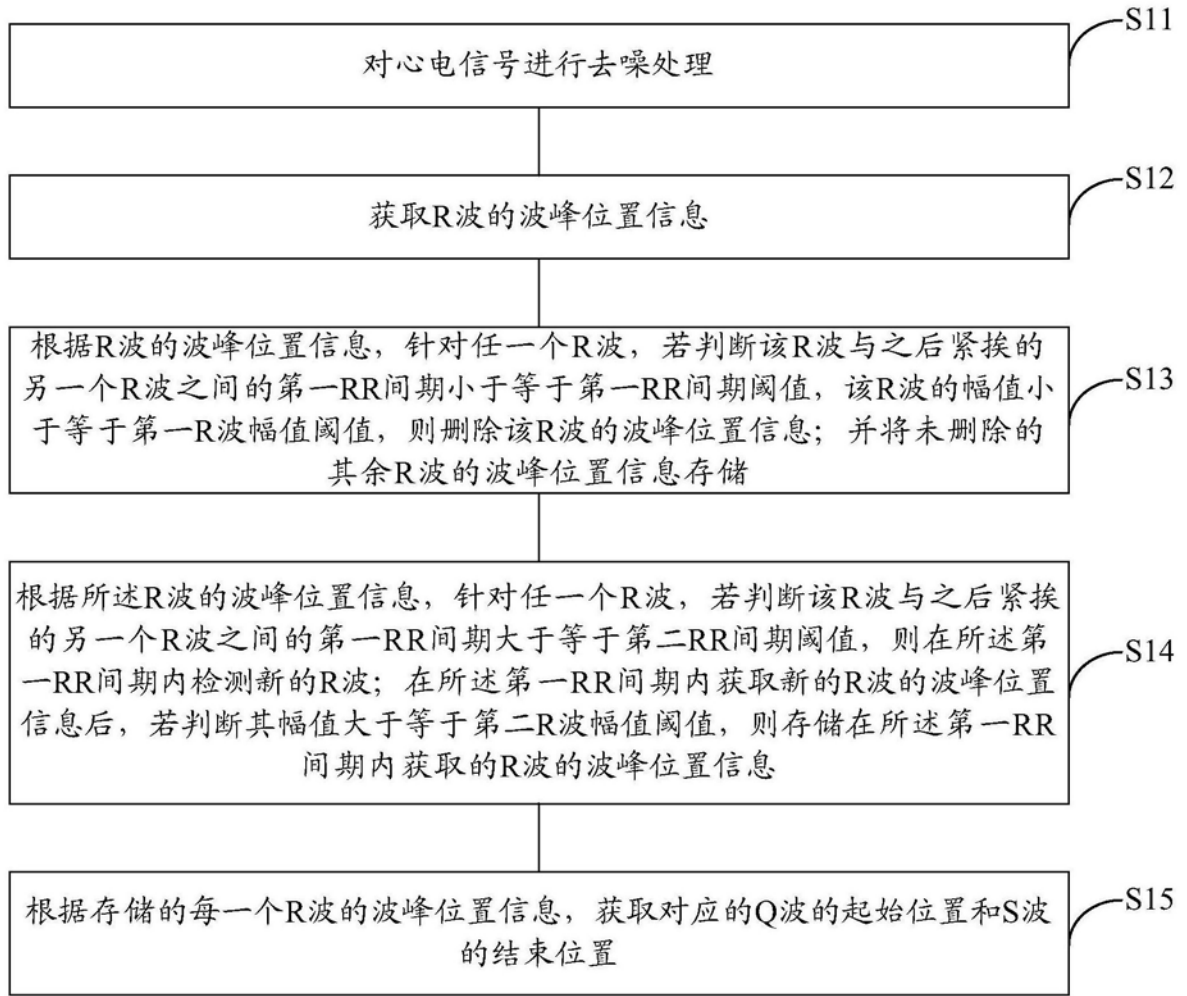 S11
对心电信号进行去噪处理
S12
获取R波的波峰位置信息
根据R波的波峰位置信息，针对任一个R波，若判断该R波与之后紧挨的
另一个R波之间的第一RR间期小于等于第一RR间期阈值，该R波的幅值小
于等于第一R波幅值阈值，则删除该R波的波峰位置信息；并将未删除的
其余R波的波峰位置信息存储
S13
根据所述R波的波峰位置信息，针对任一个R波，若判断该R波与之后紧挨
的另一个R波之间的第一RR间期大于等于第二RR间期阈值，则在所述第
一RR间期内检测新的R波；在所述第一RR间期内获取新的R波的波峰位置
信息后，若判断其幅值大于等于第二R波幅值阈值，则存储在所述第一RR
间期内获取的R波的波峰位置信息
S14
根据存储的每一个R波的波峰位置信息，获取对应的Q波的起始位置和S波
的结束位置
S15